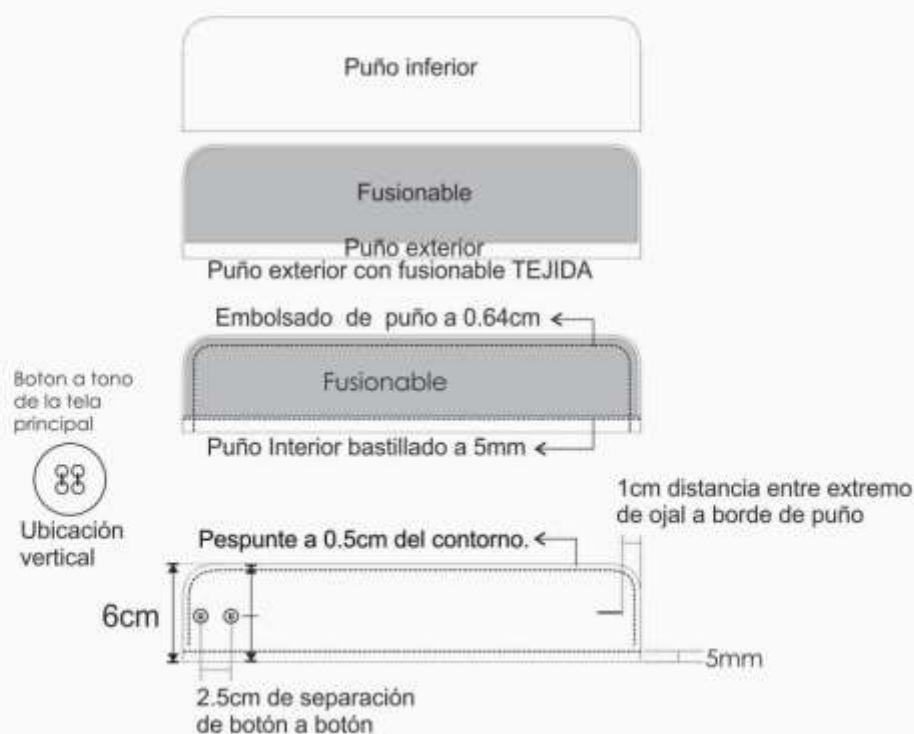 Puño inferior
Fusionable
Puño exterior
Puño exterior con fusionable TEJIDA
Embolsado de puño a 0.64cm
Fusionable
Boton a tono
de la tela
principal
Puño Interior bastillado a 5mm
Ubicación
vertical
1cm distancia entre extremo
de ojal a borde de puño
Pespunte a 0.5cm del contorno.
6cm
5mm
2.5cm de separación
de botón a botón